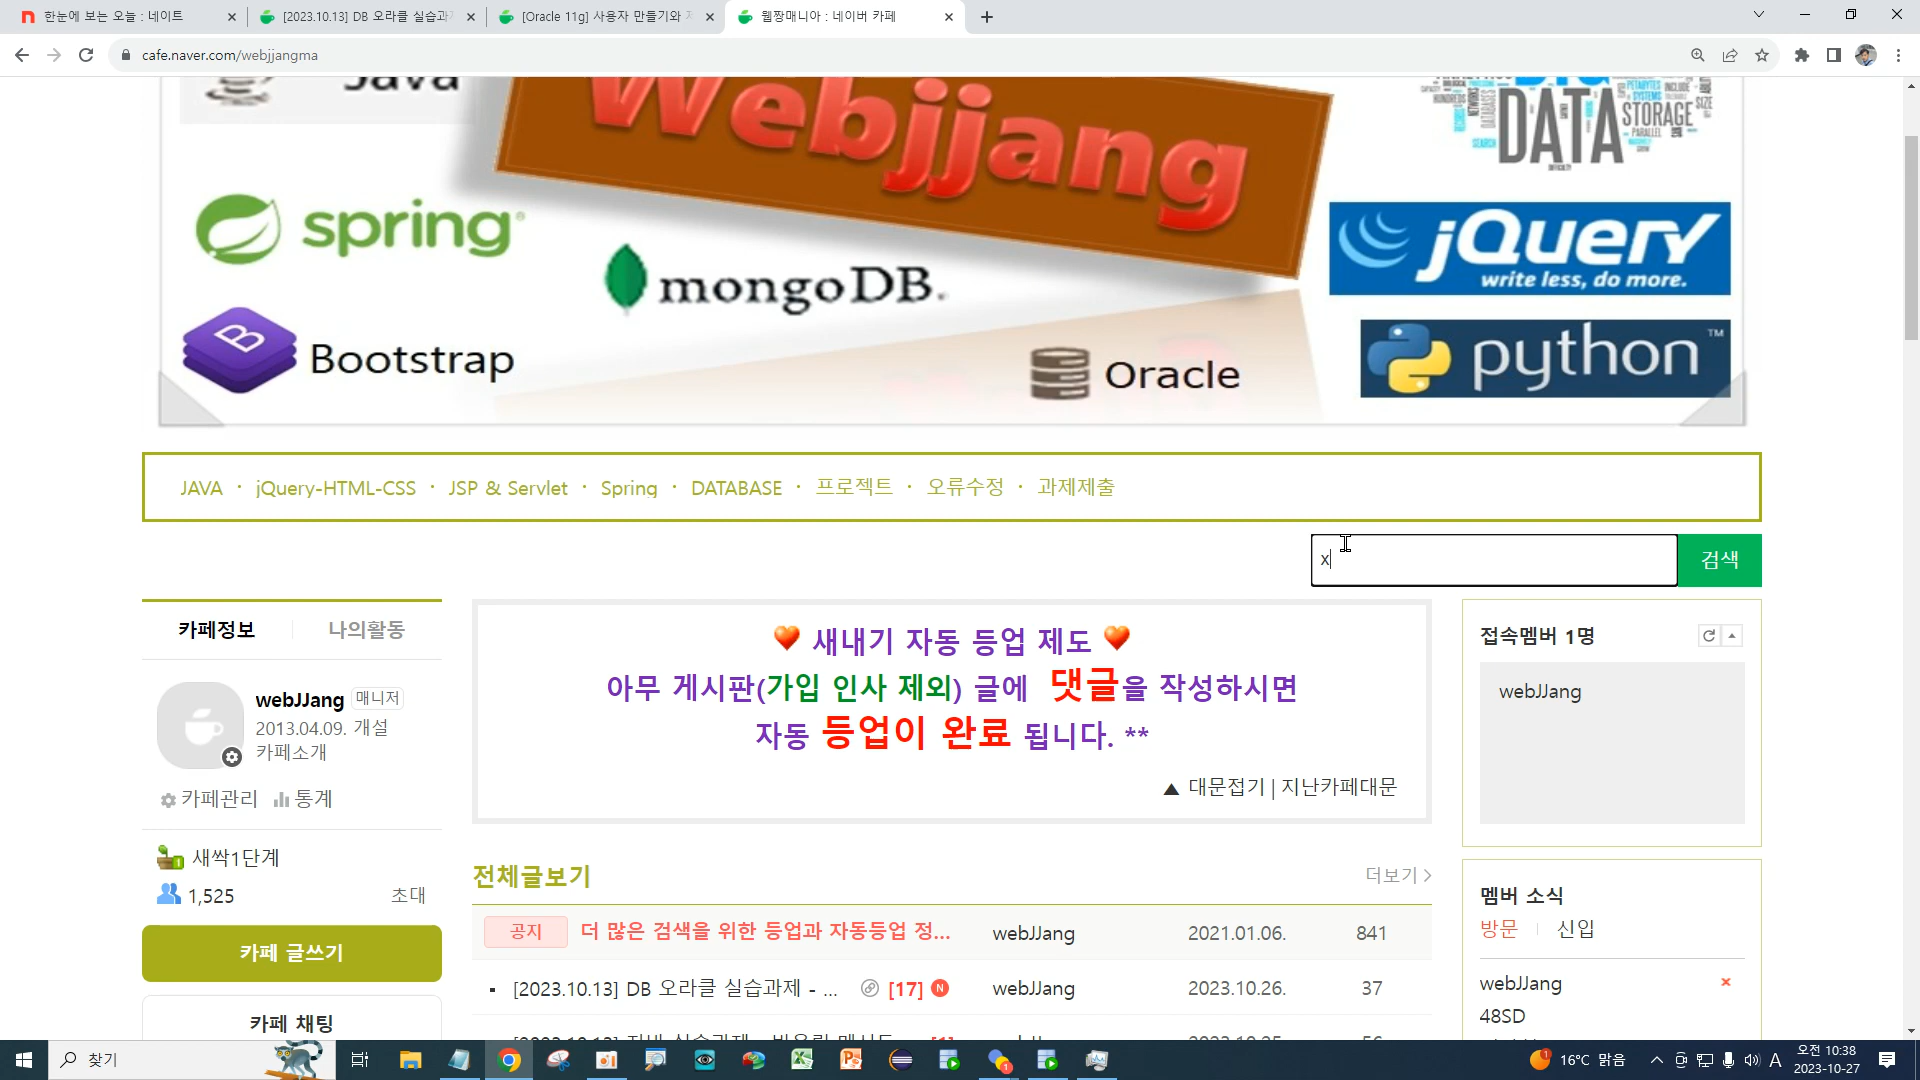 한눈에 보는 오늘 : 네이트
[2023.10.13] DB 오라클 실습과
[Oracle 11g] 사용자 만들기와
웹짱매니아 : 네이버 카페
cafe.naver.com/webjjangma
Java
Webjjang
DATA
STORAGE
spring
mongoDB.
jQuery
write less, do more.
Bootstrap
Oracle
python
JAVA · jQuery-HTML-CSS · JSP & Servlet · Spring · DATABASE · 프로젝트 · 오류수정 · 과제제출
x
검색
카페정보
나의활동
새내기 자동 등업 제도
아무 게시판(가입 인사 제외) 글에 댓글을 작성하시면
자동 등업이 완료 됩니다. **
▲ 대문접기 | 지난카페대문
접속멤버 1명
webJJang
webJJang 매니저
2013.04.09. 개설
카페소개
카페관리 통계
새싹1단계
1,525 초대
카페 글쓰기
카페 채팅
전체글보기
더보기 >
공지 더 많은 검색을 위한 등업과 자동등업 정... webJJang 2021.01.06. 841
[2023.10.13] DB 오라클 실습과제 - ... [17] N webJJang 2023.10.26. 37
멤버 소식
방문 신입
webJJang
48SD
찾기
16°C 맑음
A
오전 10:38
2023-10-27